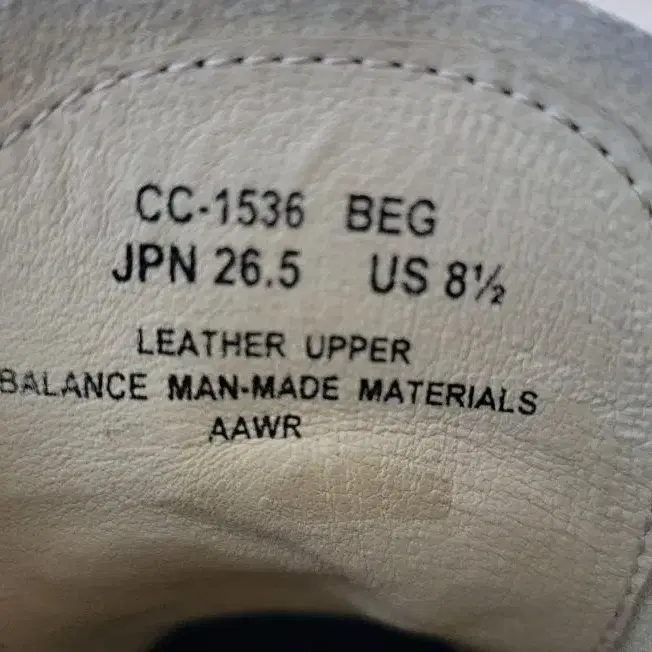 CC-1536 BEG
JPN 26.5 US 8½
LEATHER UPPER
BALANCE MAN-MADE MATERIALS
AAWR